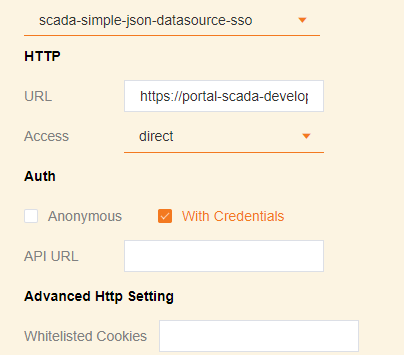 scada-simple-json-datasource-sso
HTTP
URL https://portal-scada-develop
Access direct
Auth
Anonymous With Credentials
API URL
Advanced Http Setting
Whitelisted Cookies